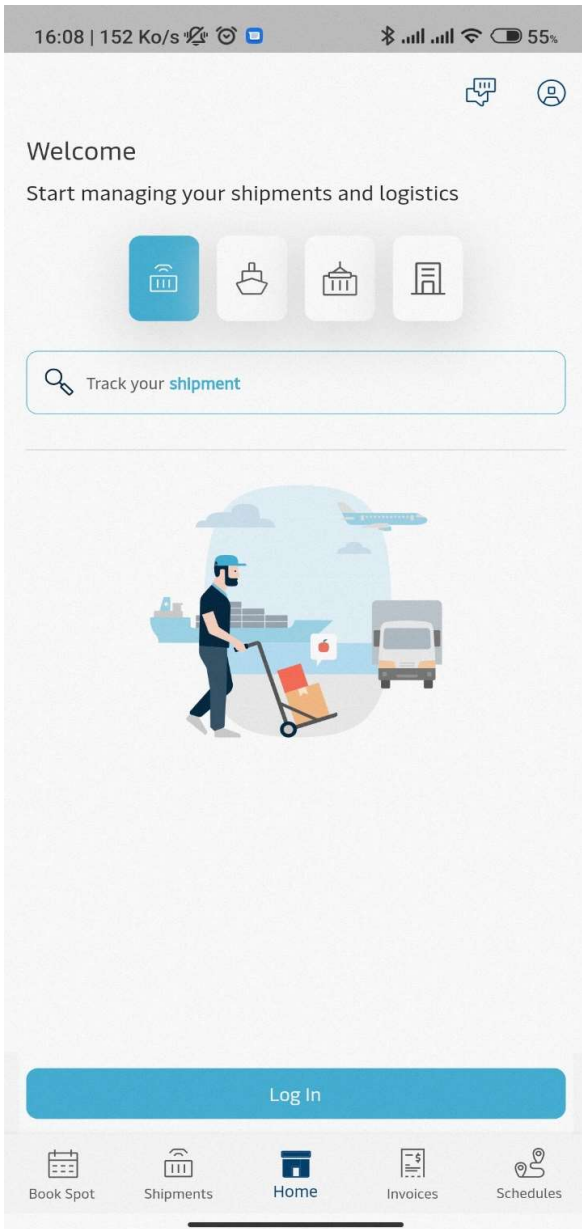 16:08 | 152 Ko/s 55%
Welcome
Start managing your shipments and logistics
Track your shipment
Log In
Book Spot Shipments Home Invoices Schedules